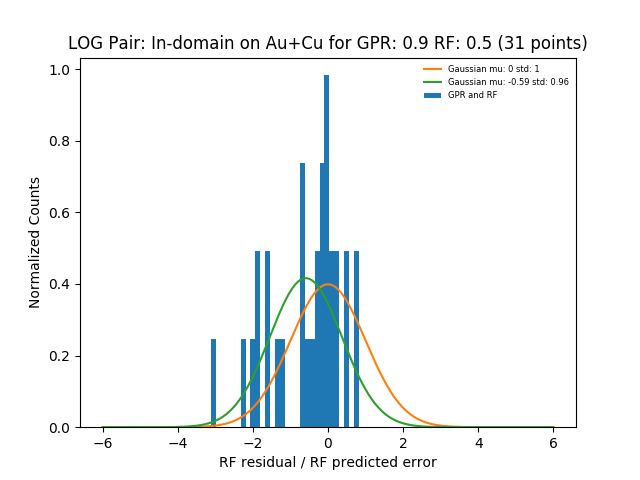 LOG Pair: In-domain on Au+Cu for GPR: 0.9 RF: 0.5 (31 points)
Gaussian mu: 0 std: 1
Gaussian mu: -0.59 std: 0.96
GPR and RF
Normalized Counts
1.0
0.8
0.6
0.4
0.2
0.0
−6 −4 −2 0 2 4 6
RF residual / RF predicted error